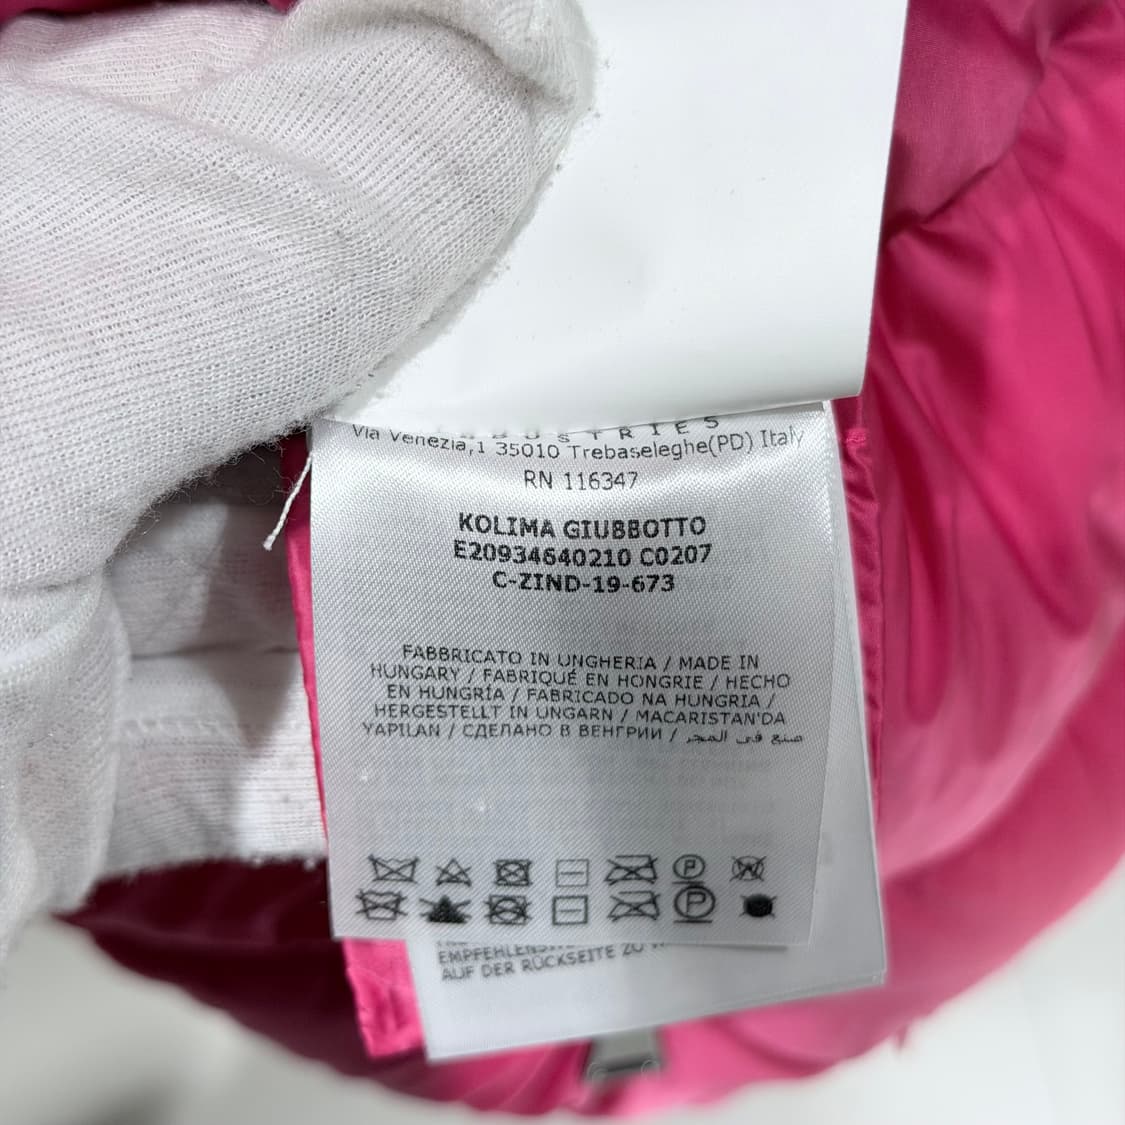 INDUSTRIES
Via Venezia,1 35010 Trebaseleghe(PD) Italy
RN 116347
KOLIMA GIUBBOTTO
E20934640210 C0207
C-ZIND-19-673
FABBRICATO IN UNGHERIA / MADE IN
HUNGARY / FABRIQUÉ EN HONGRIE / HECHO
EN HUNGRÍA / FABRICADO NA HUNGRIA /
HERGESTELLT IN UNGARN / MACARISTAN'DA
YAPILAN / СДЕЛАНО В ВЕНГРИИ / صنع في المجر
P W
P
EMPFEHLEN
AUF DER RÜCKSEITE ZU